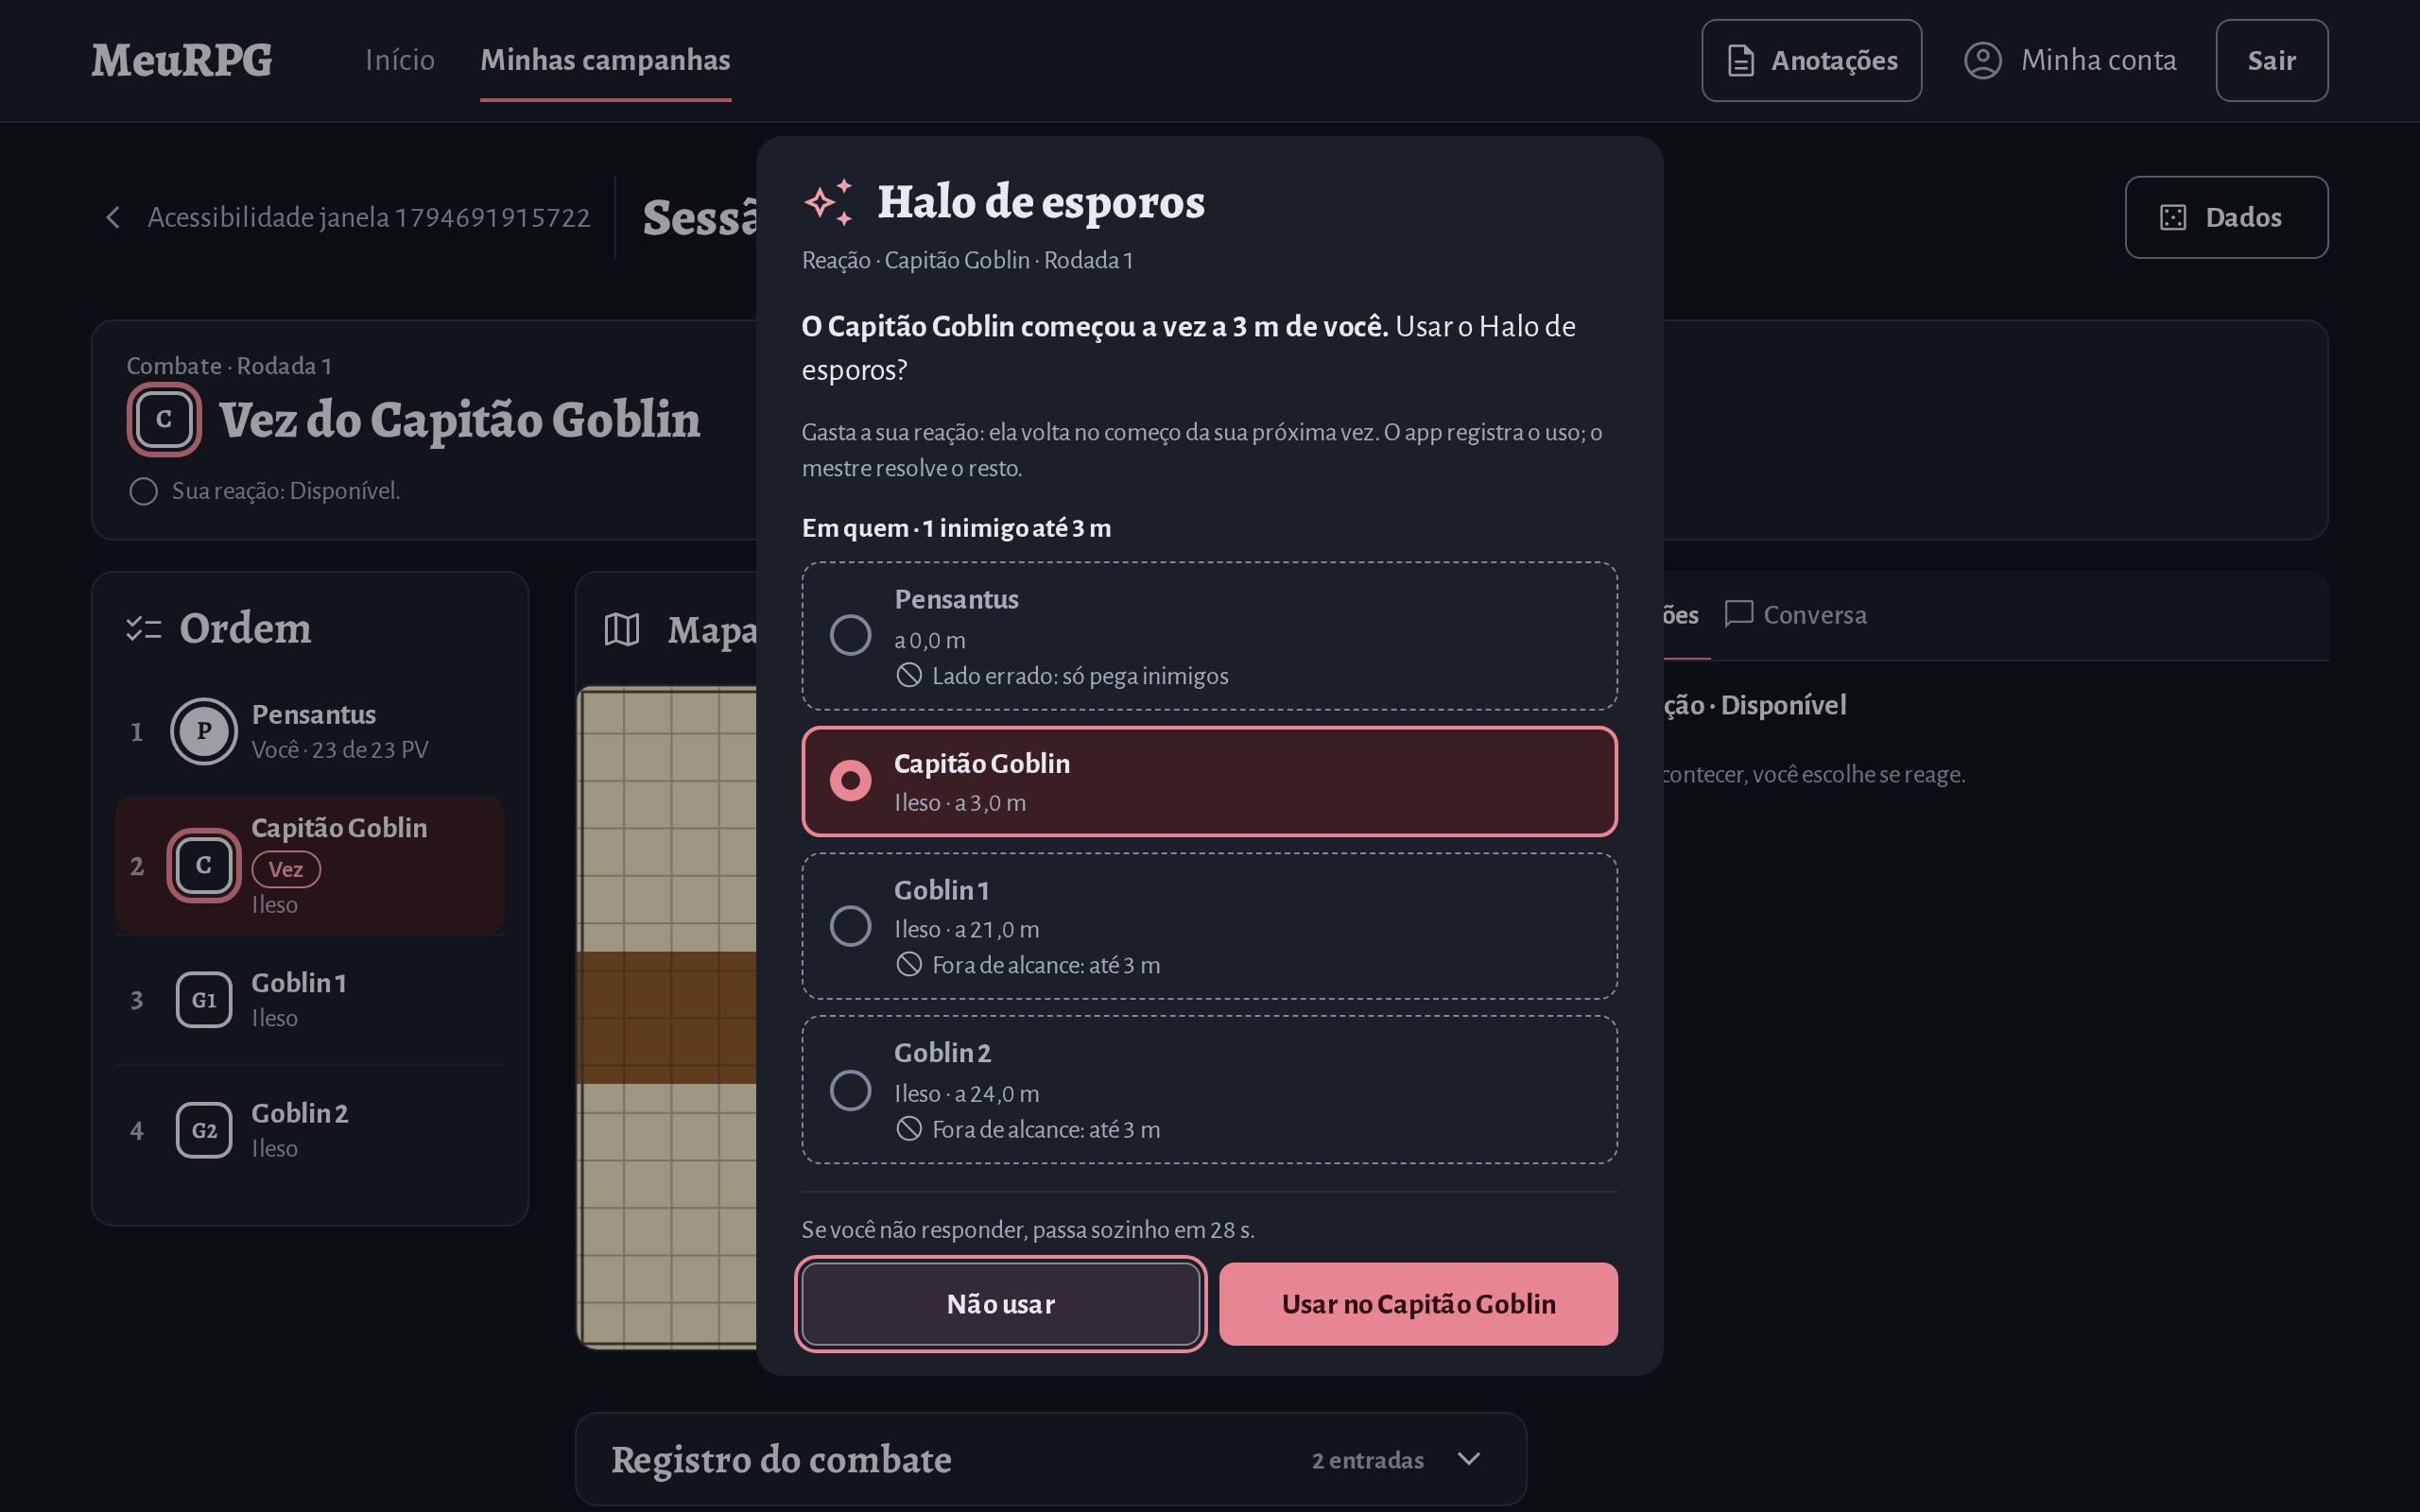 MeuRPG
Início
Minhas campanhas
Anotações
Minha conta
Sair
Acessibilidade janela 1794691915722
Sessã
Dados
Combate · Rodada 1
C
Vez do Capitão Goblin
Sua reação: Disponível.
Ordem
1
P
Pensantus
Você · 23 de 23 PV
2
C
Capitão Goblin
Vez
Ileso
3
G1
Goblin 1
Ileso
4
G2
Goblin 2
Ileso
Mapa
ões
Conversa
ção · Disponível
contecer, você escolhe se reage.
Halo de esporos
Reação · Capitão Goblin · Rodada 1
O Capitão Goblin começou a vez a 3 m de você. Usar o Halo de
esporos?
Gasta a sua reação: ela volta no começo da sua próxima vez. O app registra o uso; o
mestre resolve o resto.
Em quem · 1 inimigo até 3 m
Pensantus
a 0,0 m
Lado errado: só pega inimigos
Capitão Goblin
Ileso · a 3,0 m
Goblin 1
Ileso · a 21,0 m
Fora de alcance: até 3 m
Goblin 2
Ileso · a 24,0 m
Fora de alcance: até 3 m
Se você não responder, passa sozinho em 28 s.
Não usar
Usar no Capitão Goblin
Registro do combate
2 entradas